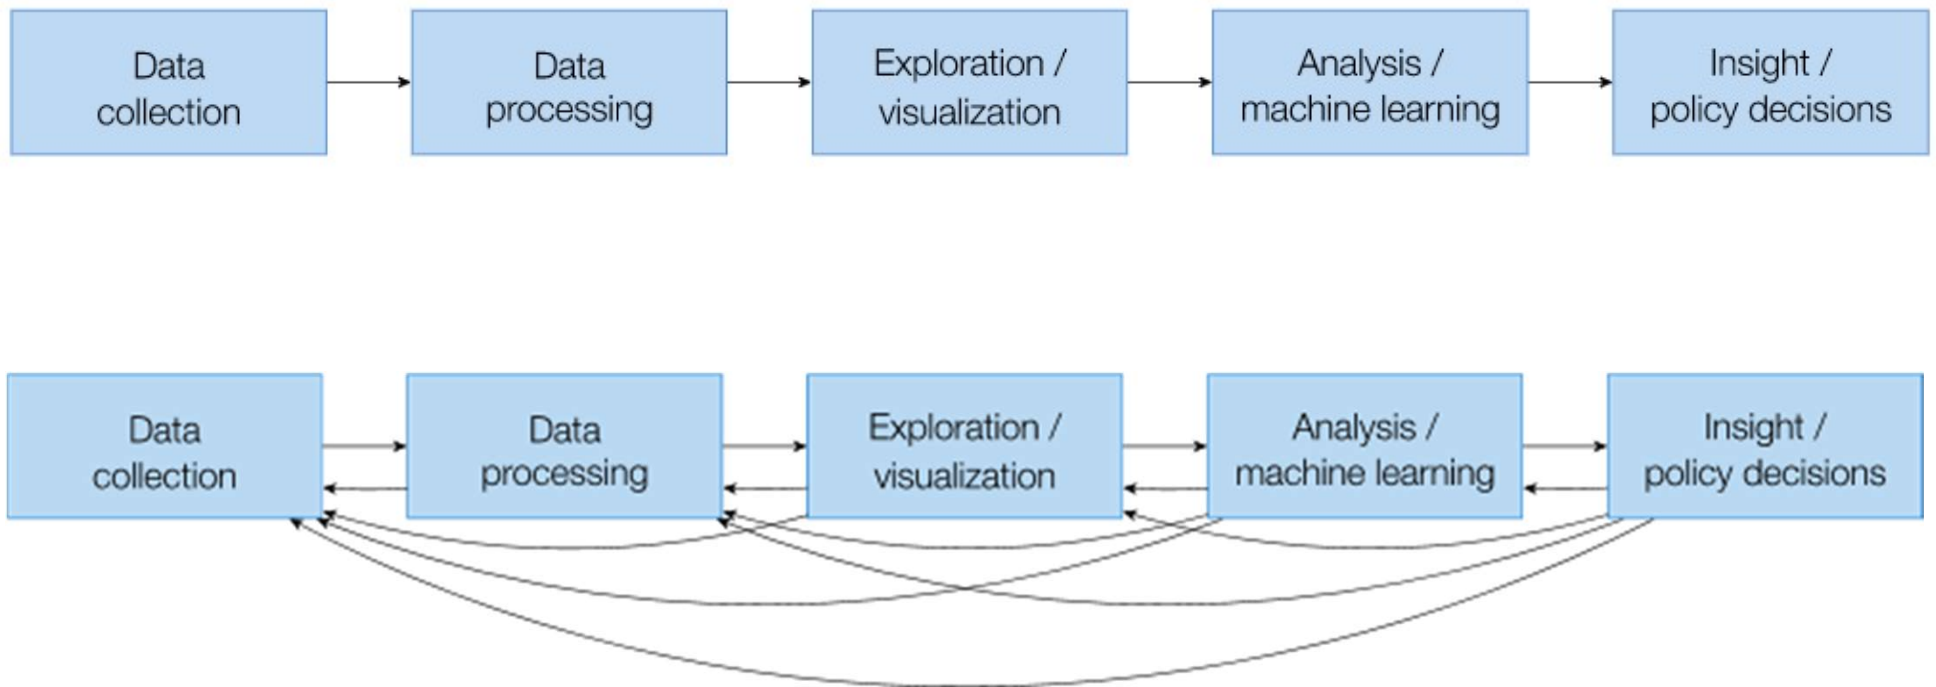 Data
collection
Data
processing
Exploration /
visualization
Analysis /
machine learning
Insight /
policy decisions
Data
collection
Data
processing
Exploration /
visualization
Analysis /
machine learning
Insight /
policy decisions